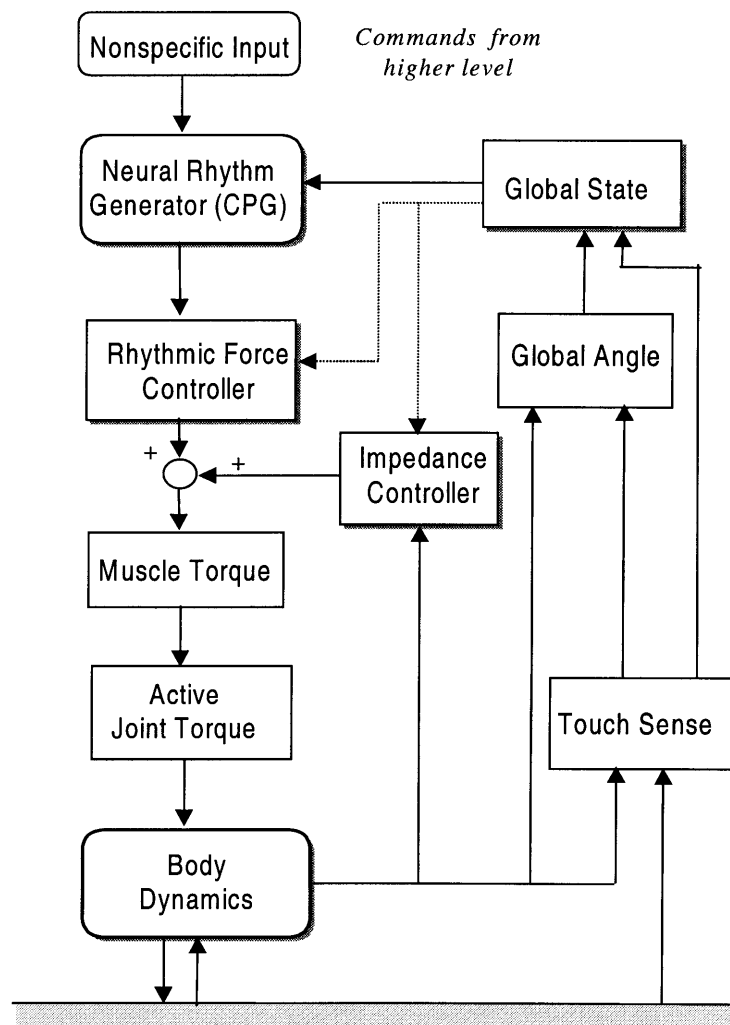 Nonspecific Input
Commands from
higher level
Neural Rhythm
Generator (CPG)
Global State
Rhythmic Force
Controller
Global Angle
+
+
Impedance
Controller
Muscle Torque
Active
Joint Torque
Touch Sense
Body
Dynamics